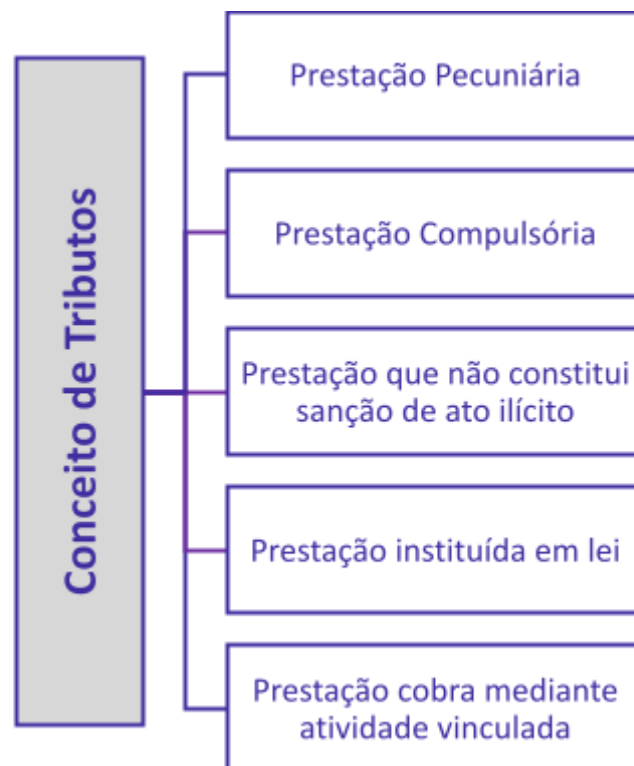 Conceito de Tributos
Prestação Pecuniária
Prestação Compulsória
Prestação que não constitui
sanção de ato ilícito
Prestação instituída em lei
Prestação cobra mediante
atividade vinculada